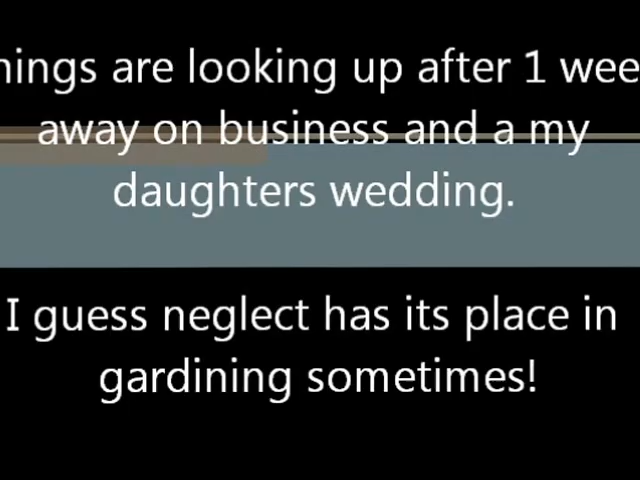 hings are looking up after 1 wee
away on business and a my
daughters wedding.
I guess neglect has its place in
gardining sometimes!